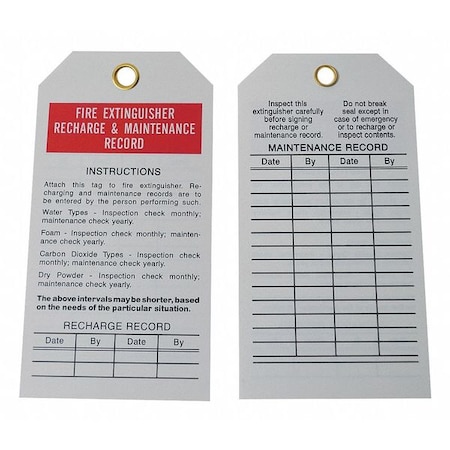 FIRE EXTINGUISHER
RECHARGE & MAINTENANCE
RECORD
INSTRUCTIONS
Attach this tag to fire extinguisher. Re-
charging and maintenance records are to
be entered by the person performing such.
Water Types - Inspection check monthly;
maintenance check yearly.
Foam - Inspection check monthly; mainten-
ance check yearly.
Carbon Dioxide Types - Inspection check
monthly; maintenance check yearly.
Dry Powder - Inspection check monthly;
maintenance check yearly.
The above intervals may be shorter, based
on the needs of the particular situation.
RECHARGE RECORD
Date By Date By
Inspect this
extinguisher carefully
before signing
recharge or
maintenance record.
Do not break
seal except in
case of emergency
or to recharge or
inspect contents.
MAINTENANCE RECORD
Date By Date By